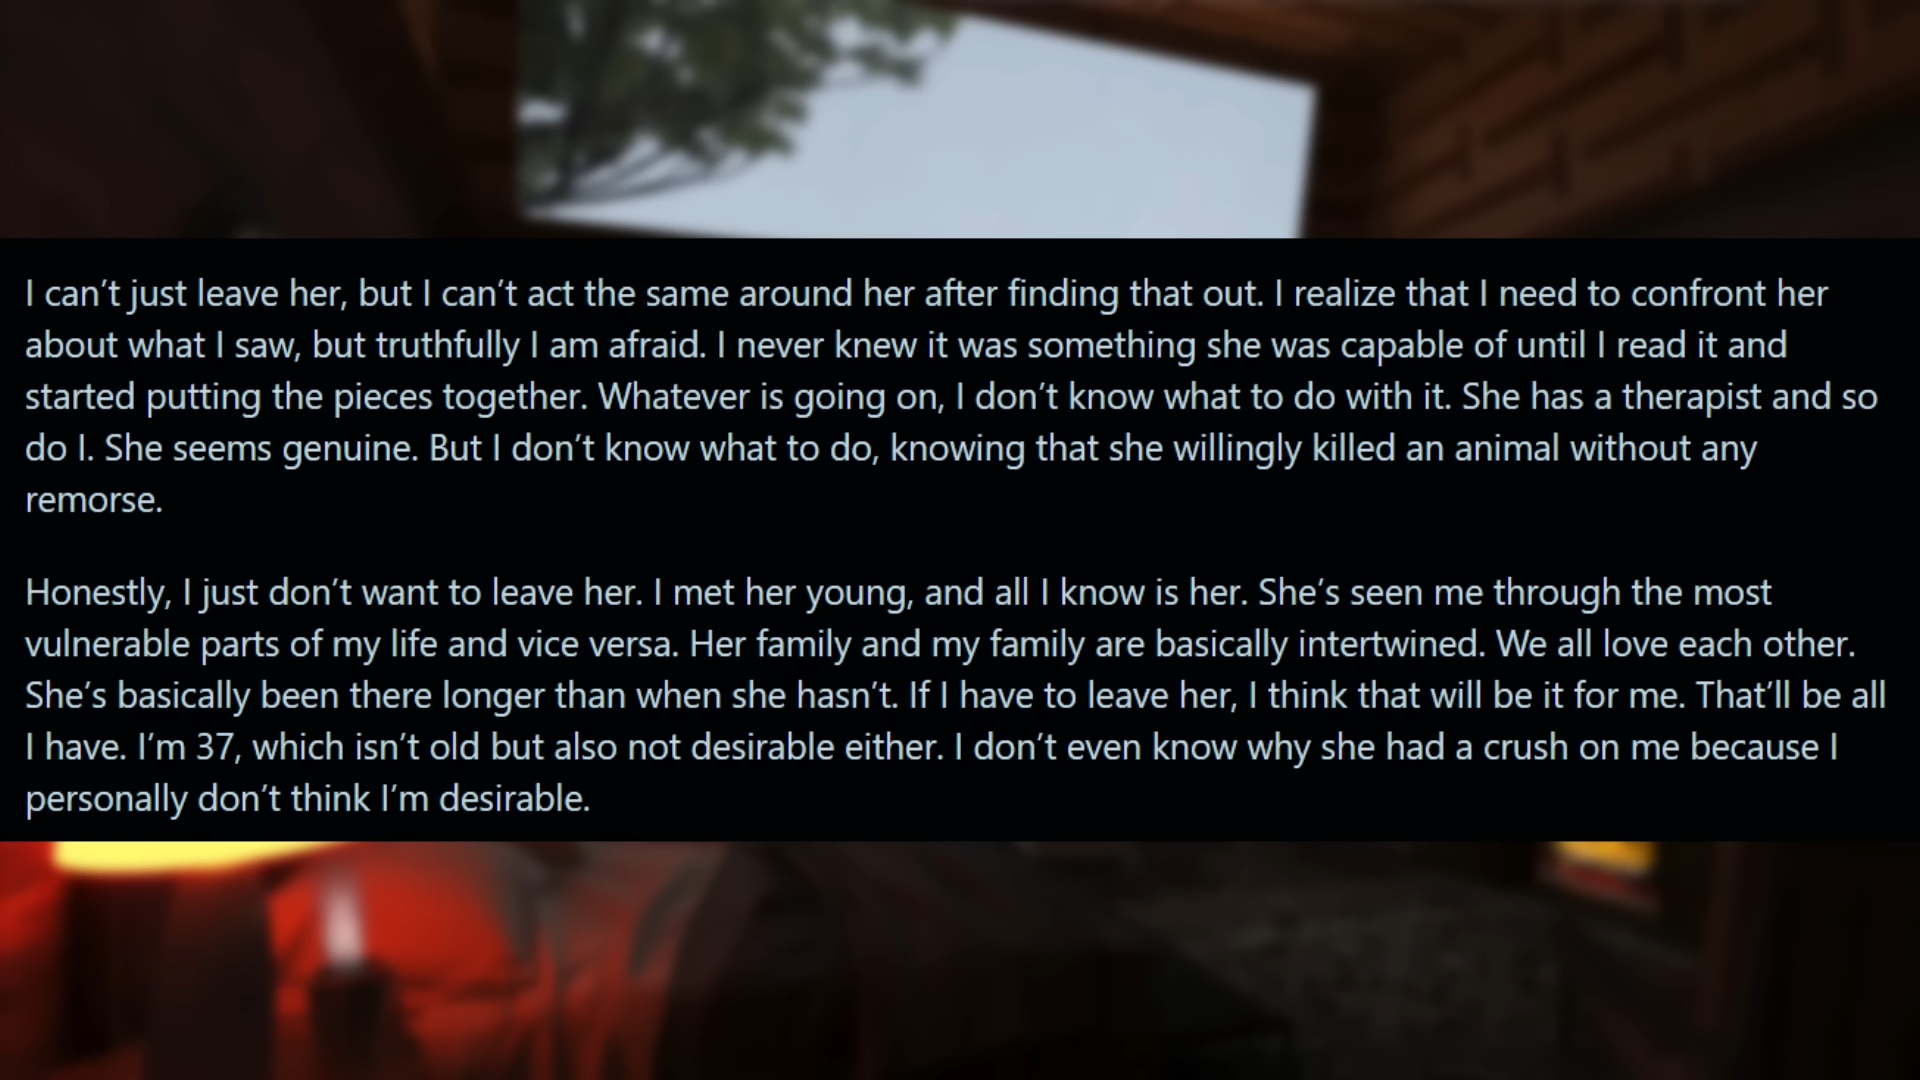 I can’t just leave her, but I can’t act the same around her after finding that out. I realize that I need to confront her
about what I saw, but truthfully I am afraid. I never knew it was something she was capable of until I read it and
started putting the pieces together. Whatever is going on, I don’t know what to do with it. She has a therapist and so
do I. She seems genuine. But I don’t know what to do, knowing that she willingly killed an animal without any
remorse.
Honestly, I just don’t want to leave her. I met her young, and all I know is her. She’s seen me through the most
vulnerable parts of my life and vice versa. Her family and my family are basically intertwined. We all love each other.
She’s basically been there longer than when she hasn’t. If I have to leave her, I think that will be it for me. That’ll be all
I have. I’m 37, which isn’t old but also not desirable either. I don’t even know why she had a crush on me because I
personally don’t think I’m desirable.